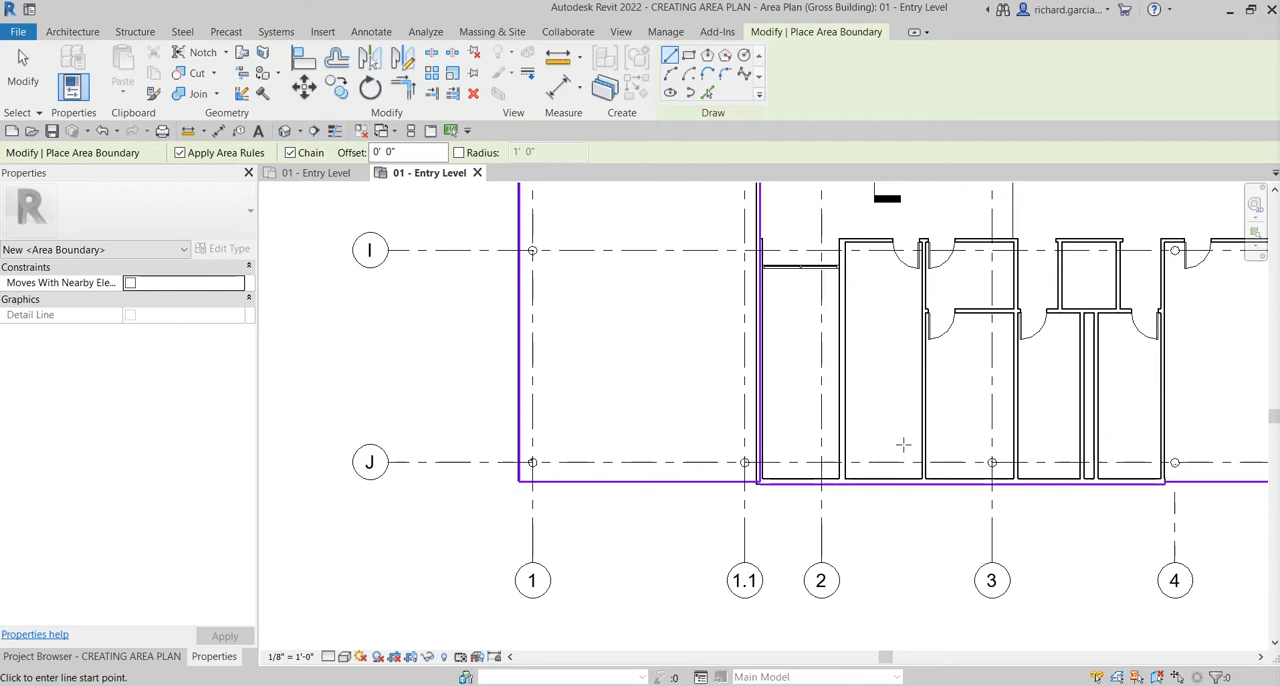 Autodesk Revit 2022 - CREATING AREA PLAN - Area Plan (Gross Building): 01 - Entry Level
richard.garcia...
File Architecture Structure Steel Precast Systems Insert Annotate Analyze Massing & Site Collaborate View Manage Add-Ins Modify | Place Area Boundary
Modify
Paste
Notch
Cut
Join
Select Properties Clipboard Geometry Modify View Measure Create Draw
Modify | Place Area Boundary Apply Area Rules Chain Offset: 0' 0" Radius: 1' 0"
Properties
01 - Entry Level
01 - Entry Level
New <Area Boundary> Edit Type
Constraints
Moves With Nearby Ele...
Graphics
Detail Line
I
J
1
1.1
2
3
4
Properties help
Apply
Project Browser - CREATING AREA PLAN
Properties
1/8" = 1'-0"
Click to enter line start point.
:0
Main Model
:0